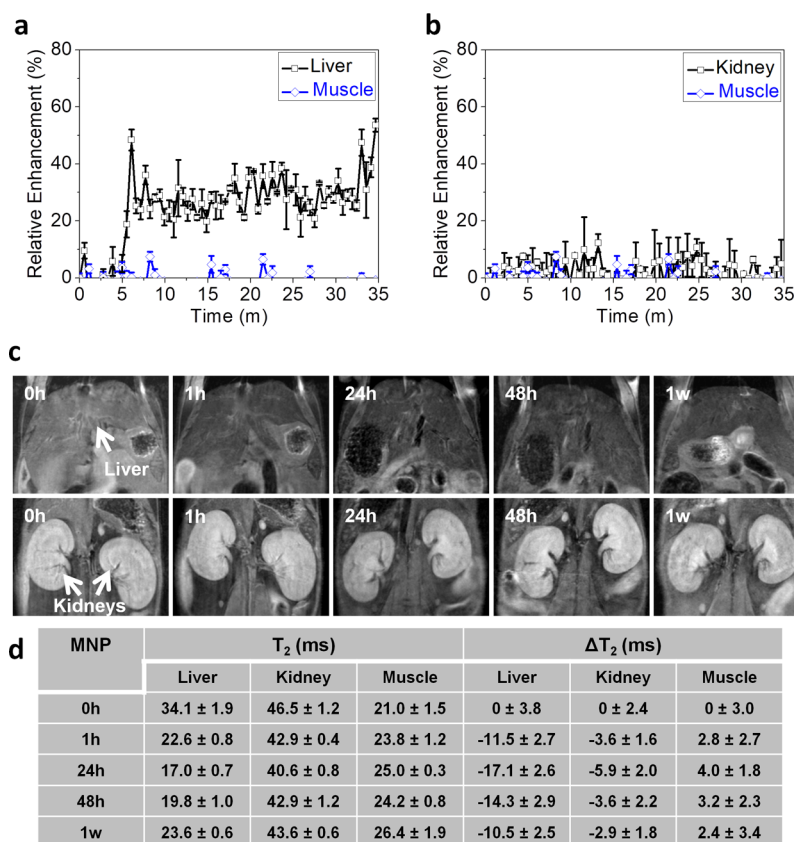 a
80
60
40
20
0
Relative Enhancement (%)
Liver
Muscle
0 5 10 15 20 25 30 35
Time (m)
b
80
60
40
20
0
Relative Enhancement (%)
Kidney
Muscle
0 5 10 15 20 25 30 35
Time (m)
c
0h 1h 24h 48h 1w
Liver
0h 1h 24h 48h 1w
Kidneys
d
MNP T₂ (ms) ΔT₂ (ms)
Liver Kidney Muscle Liver Kidney Muscle
0h 34.1 ± 1.9 46.5 ± 1.2 21.0 ± 1.5 0 ± 3.8 0 ± 2.4 0 ± 3.0
1h 22.6 ± 0.8 42.9 ± 0.4 23.8 ± 1.2 -11.5 ± 2.7 -3.6 ± 1.6 2.8 ± 2.7
24h 17.0 ± 0.7 40.6 ± 0.8 25.0 ± 0.3 -17.1 ± 2.6 -5.9 ± 2.0 4.0 ± 1.8
48h 19.8 ± 1.0 42.9 ± 1.2 24.2 ± 0.8 -14.3 ± 2.9 -3.6 ± 2.2 3.2 ± 2.3
1w 23.6 ± 0.6 43.6 ± 0.6 26.4 ± 1.9 -10.5 ± 2.5 -2.9 ± 1.8 2.4 ± 3.4